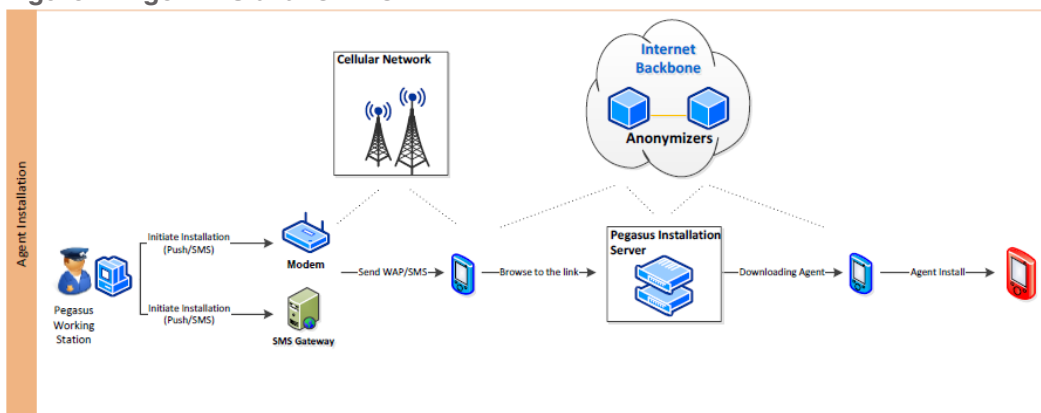 Agent Installation
Cellular Network
Internet
Backbone
Anonymizers
Initiate Installation
(Push/SMS)
Modem
Pegasus
Working
Station
Initiate Installation
(Push/SMS)
SMS Gateway
Send WAP/SMS
Browse to the link
Pegasus Installation
Server
Downloading Agent
Agent Install